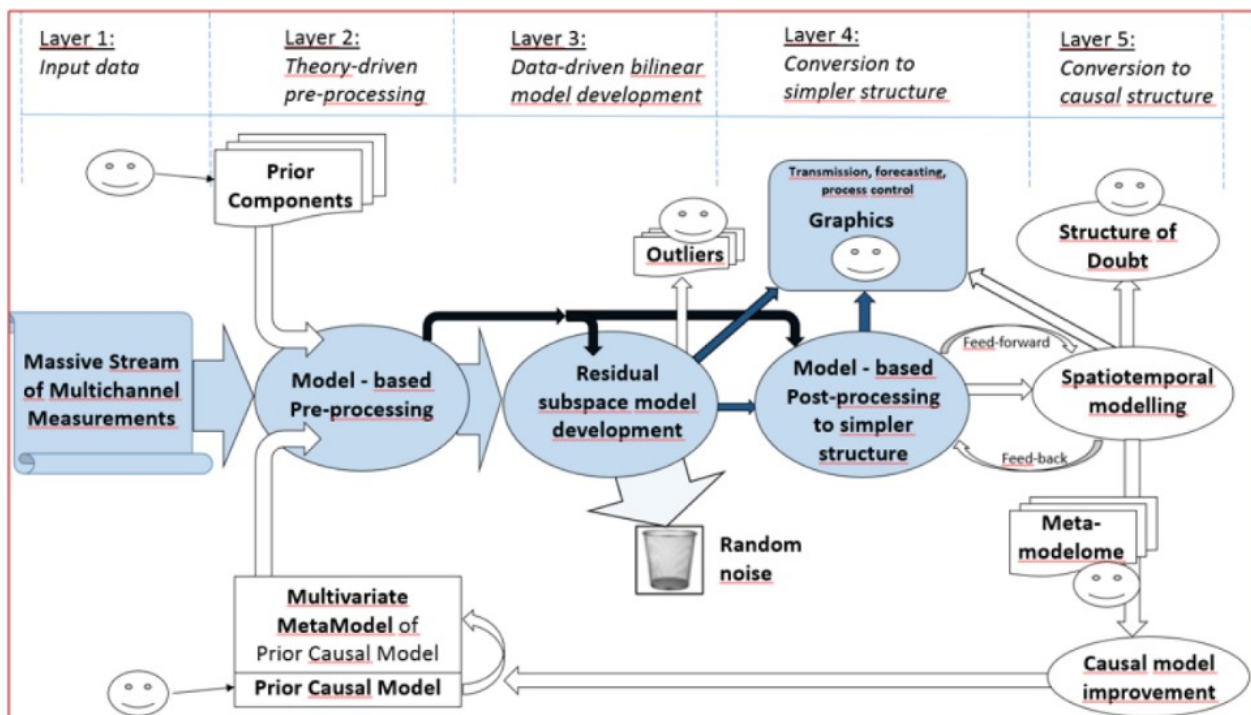 Layer 1:
Input data
Layer 2:
Theory-driven
pre-processing
Layer 3:
Data-driven bilinear
model development
Layer 4:
Conversion to
simpler structure
Layer 5:
Conversion to
causal structure
Prior
Components
Transmission, forecasting,
process control
Graphics
Outliers
Structure of
Doubt
Massive Stream
of Multichannel
Measurements
Model - based
Pre-processing
Residual
subspace model
development
Model - based
Post-processing
to simpler
structure
Feed-forward
Spatiotemporal
modelling
Feed-back
Random
noise
Meta-
modelome
Multivariate
MetaModel of
Prior Causal Model
Prior Causal Model
Causal model
improvement